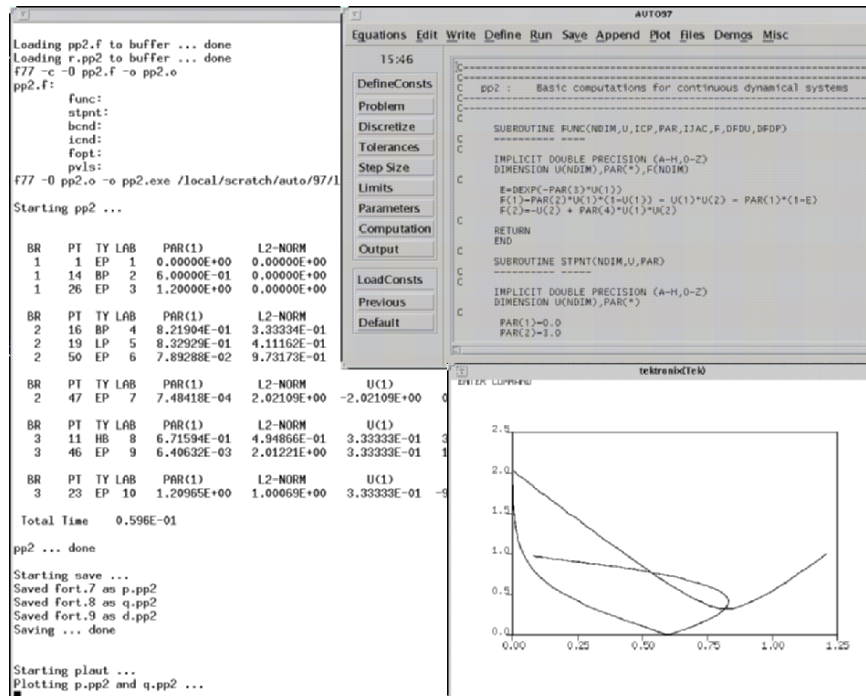 Loading pp2.f to buffer ... done
Loading r.pp2 to buffer ... done
f77 -c -O pp2.f -o pp2.o
pp2.f:
func:
stpnt:
bcnd:
icnd:
fopt:
pvls:
f77 -O pp2.o -o pp2.exe /local/scratch/auto/97/l
Starting pp2 ...
BR PT TY LAB PAR(1) L2-NORM
1 1 EP 1 0.00000E+00 0.00000E+00
1 14 BP 2 6.00000E-01 0.00000E+00
1 26 EP 3 1.20000E+00 0.00000E+00
BR PT TY LAB PAR(1) L2-NORM
2 16 BP 4 8.21904E-01 3.33334E-01
2 19 LP 5 8.32929E-01 4.11162E-01
2 50 EP 6 7.89288E-02 9.73173E-01
BR PT TY LAB PAR(1) L2-NORM U(1)
2 47 EP 7 7.48418E-04 2.02109E+00 -2.02109E+00 0
BR PT TY LAB PAR(1) L2-NORM U(1)
3 11 HB 8 6.71594E-01 4.94866E-01 3.33333E-01 3
3 46 EP 9 6.40632E-03 2.01221E+00 3.33333E-01 1
BR PT TY LAB PAR(1) L2-NORM U(1)
3 23 EP 10 1.20965E+00 1.00069E+00 3.33333E-01 -9
Total Time 0.596E-01
pp2 ... done
Starting save ...
Saved fort.7 as p.pp2
Saved fort.8 as q.pp2
Saved fort.9 as d.pp2
Saving ... done
Starting plaut ...
Plotting p.pp2 and q.pp2 ...
AUTO97
Equations Edit Write Define Run Save Append Plot Files Demos Misc
15:46
DefineConsts
Problem
Discretize
Tolerances
Step Size
Limits
Parameters
Computation
Output
LoadConsts
Previous
Default
C----------------------------------------------------------------------
C----------------------------------------------------------------------
C pp2 : Basic computations for continuous dynamical systems
C----------------------------------------------------------------------
C----------------------------------------------------------------------
C
SUBROUTINE FUNC(NDIM,U,ICP,PAR,IJAC,F,DFDU,DFDP)
C ---------- ----
C
IMPLICIT DOUBLE PRECISION (A-H,O-Z)
DIMENSION U(NDIM),PAR(*),F(NDIM)
C
E=DEXP(-PAR(3)*U(1))
F(1)=PAR(2)*U(1)*(1-U(1)) - U(1)*U(2) - PAR(1)*(1-E)
F(2)=-U(2) + PAR(4)*U(1)*U(2)
C
RETURN
END
C
SUBROUTINE STPNT(NDIM,U,PAR)
C ---------- -----
C
IMPLICIT DOUBLE PRECISION (A-H,O-Z)
DIMENSION U(NDIM),PAR(*)
C
PAR(1)=0.0
PAR(2)=3.0
tektronix(Tek)
ENTER COMMAND
2.5
2.0
1.5
1.0
0.5
0.0
0.00 0.25 0.50 0.75 1.00 1.25